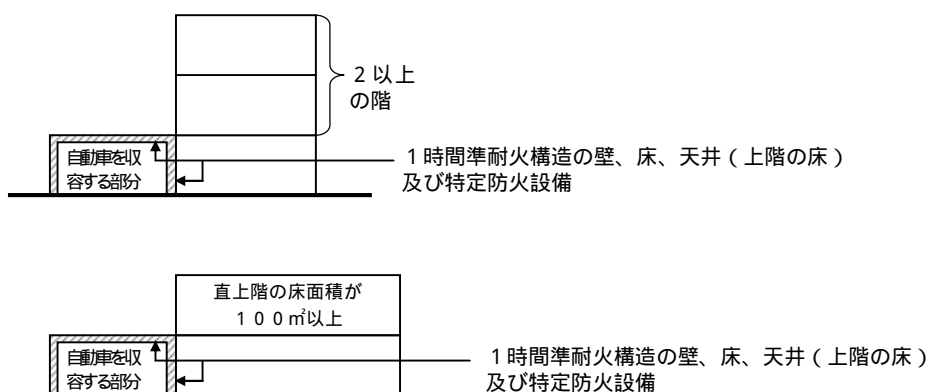 2以上
の階
自動車を収
容する部分
1時間準耐火構造の壁、床、天井(上階の床)
及び特定防火設備
直上階の床面積が
100㎡以上
自動車を収
容する部分
1時間準耐火構造の壁、床、天井(上階の床)
及び特定防火設備